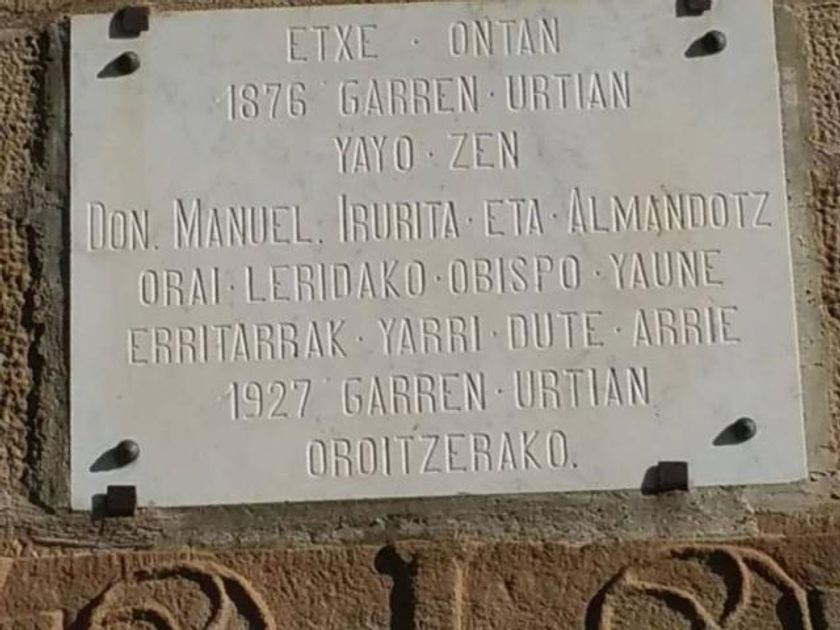 ETXE · ONTAN
1876 GARREN · URTIAN
YAYO · ZEN
DON. MANUEL. IRURITA · ETA · ALMANDOTZ
ORAI · LERIDAKO · OBISPO · YAUNE
ERRITARRAK · YARRI · DUTE · ARRIE
1927 GARREN · URTIAN
OROITZERAKO.